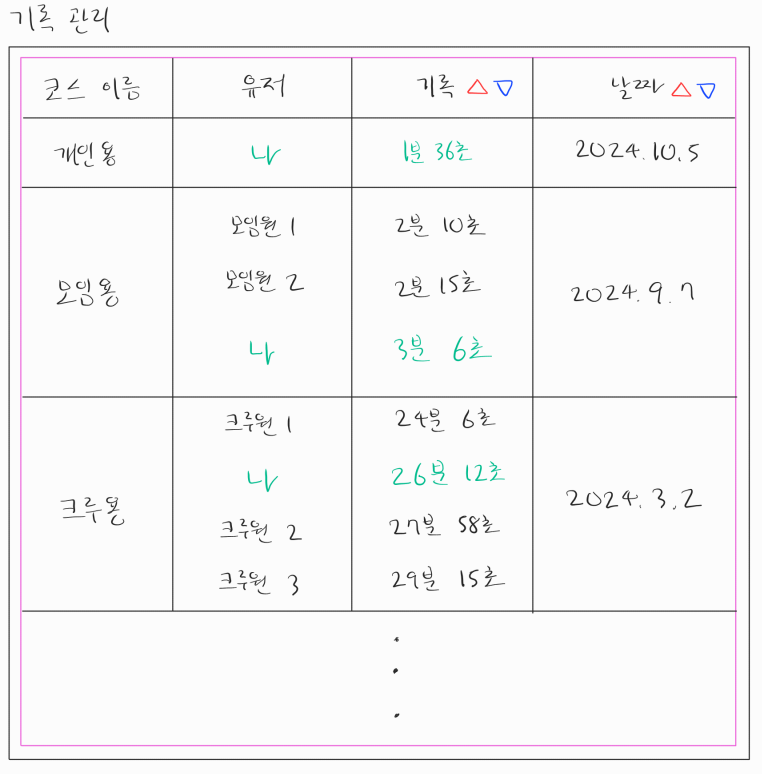 기록 관리
코스 이름 유저 기록 △▽ 날짜 △▽
개인용 나 1분 36초 2024.10.5
모임원 1 2분 10초
모임원 2 2분 15초
모임용 2024.9.7
나 3분 6초
크루원 1 24분 6초
나 26분 12초
크루용 2024.3.2
크루원 2 27분 58초
크루원 3 29분 15초